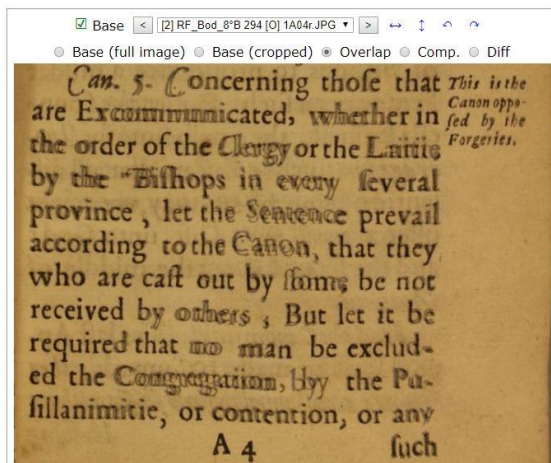 Base < [2] RF_Bod_8°B 294 [O] 1A04r.JPG ▼ > ↔ ↕ ↶ ↷
Base (full image) Base (cropped) Overlap Comp. Diff
Can. 5. Concerning thoſe that
are Excommunicated, whether in
the order of the Clergy or the Laitie
by the Biſhops in every ſeveral
province, let the Sentence prevail
according to the Canon, that they
who are caſt out by ſome be not
received by others; But let it be
required that no man be exclud-
ed the Congregation, by the Pu-
ſillanimitie, or contention, or any
A 4 ſuch
This is the
Canon oppo-
ſed by the
Forgeries.